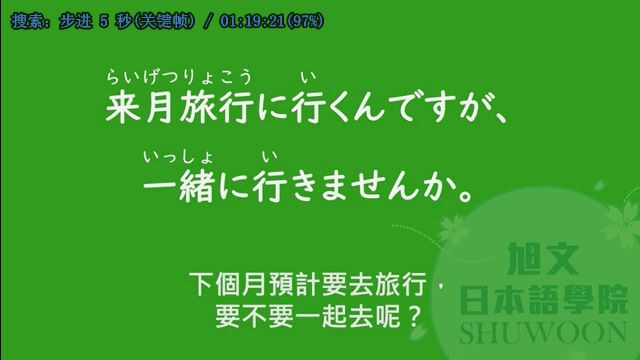 搜索: 步进 5 秒(关键帧) / 01:19:21(97%)
らいげつりょこう い
来月旅行に行くんですが、
いっしょ い
一緒に行きませんか。
下個月預計要去旅行，
要不要一起去呢？
旭文
日本語學院
SHUWOON